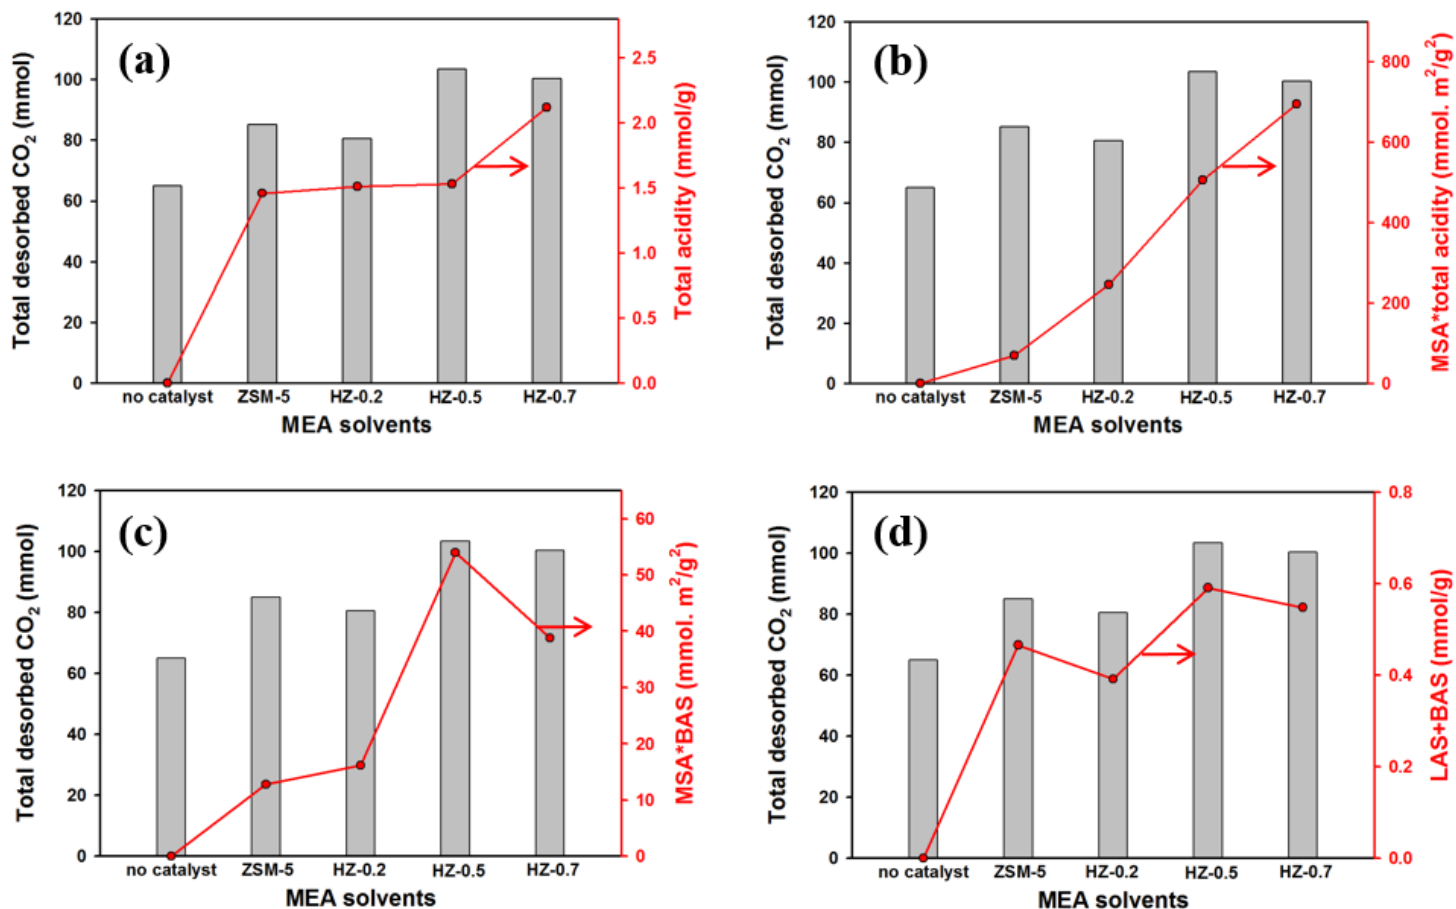 (a)
Total desorbed CO2 (mmol)
120
100
80
60
40
20
0
no catalyst ZSM-5 HZ-0.2 HZ-0.5 HZ-0.7
MEA solvents
2.5
2.0
1.5
1.0
0.5
0.0
Total acidity (mmol/g)
(b)
Total desorbed CO2 (mmol)
120
100
80
60
40
20
0
no catalyst ZSM-5 HZ-0.2 HZ-0.5 HZ-0.7
MEA solvents
800
600
400
200
0
MSA*total acidity (mmol. m²/g²)
(c)
Total desorbed CO2 (mmol)
120
100
80
60
40
20
0
no catalyst ZSM-5 HZ-0.2 HZ-0.5 HZ-0.7
MEA solvents
60
50
40
30
20
10
0
MSA*BAS (mmol. m²/g²)
(d)
Total desorbed CO2 (mmol)
120
100
80
60
40
20
0
no catalyst ZSM-5 HZ-0.2 HZ-0.5 HZ-0.7
MEA solvents
0.8
0.6
0.4
0.2
0.0
LAS+BAS (mmol/g)